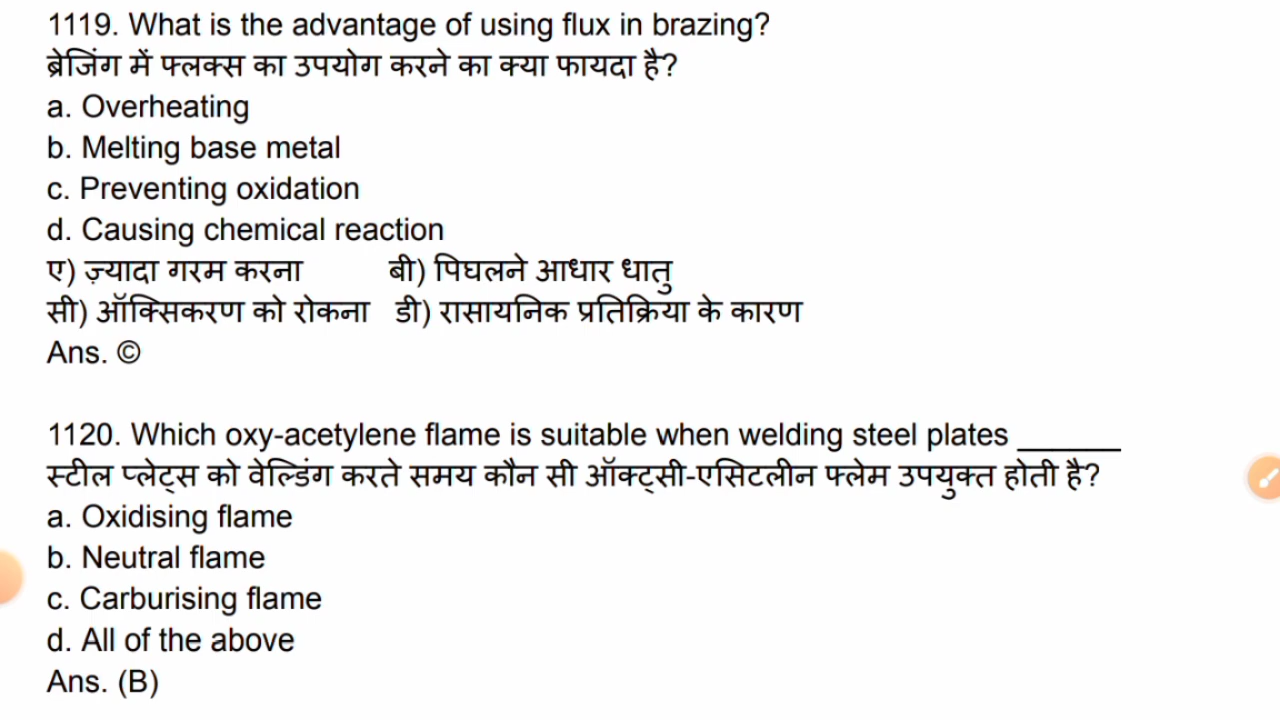 1119. What is the advantage of using flux in brazing?
ब्रेजिंग में फ्लक्स का उपयोग करने का क्या फायदा है?
a. Overheating
b. Melting base metal
c. Preventing oxidation
d. Causing chemical reaction
ए) ज़्यादा गरम करना बी) पिघलने आधार धातु
सी) ऑक्सिकरण को रोकना डी) रासायनिक प्रतिक्रिया के कारण
Ans. ©
1120. Which oxy-acetylene flame is suitable when welding steel plates ______
स्टील प्लेट्स को वेल्डिंग करते समय कौन सी ऑक्ट्सी-एसिटलीन फ्लेम उपयुक्त होती है?
a. Oxidising flame
b. Neutral flame
c. Carburising flame
d. All of the above
Ans. (B)